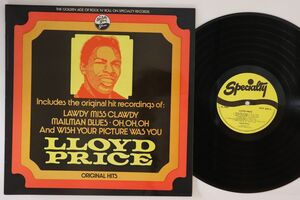 THE GOLDEN AGE OF ROCK 'N' ROLL ON SPECIALTY RECORDS
Includes the original hit recordings of:
LAWDY MISS CLAWDY
MAILMAN BLUES · OH, OH, OH
And WISH YOUR PICTURE WAS YOU
LLOYD
PRICE
ORIGINAL HITS
Specialty